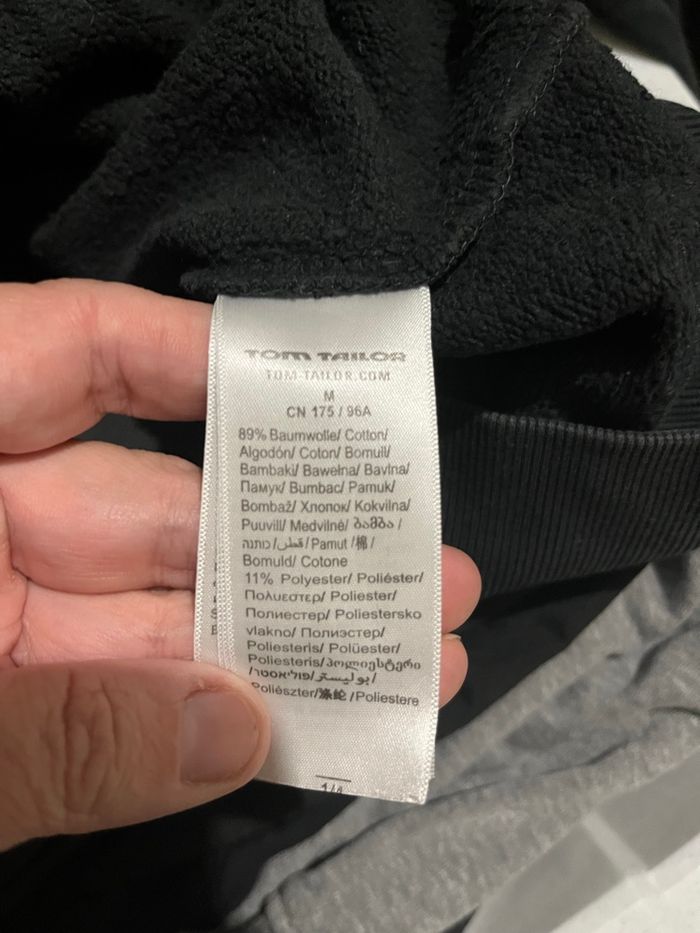 TOM TAILOR
TOM-TAILOR.COM
M
CN 175 / 96A
89% Baumwolle/ Cotton/
Algodón/ Coton/ Bomull/
Bambaki/ Bawełna/ Bavlna/
Памук/ Bumbac/ Pamuk/
Bombaž/ Хлопок/ Kokvilna/
Puuvill/ Medvilnė/ ბამბა /
כותנה /قطن/ Pamut /棉/
Bomuld/ Cotone
11% Polyester/ Poliéster/
Πολυεστερ/ Poliester/
Полиестер/ Poliestersko
vlakno/ Полиэстер/
Poliesteris/ Polüester/
Poliesteris/პოლიესტერი
/بوليستر/פוליאסטר/
Poliészter/涤纶 /Poliestere
1/4